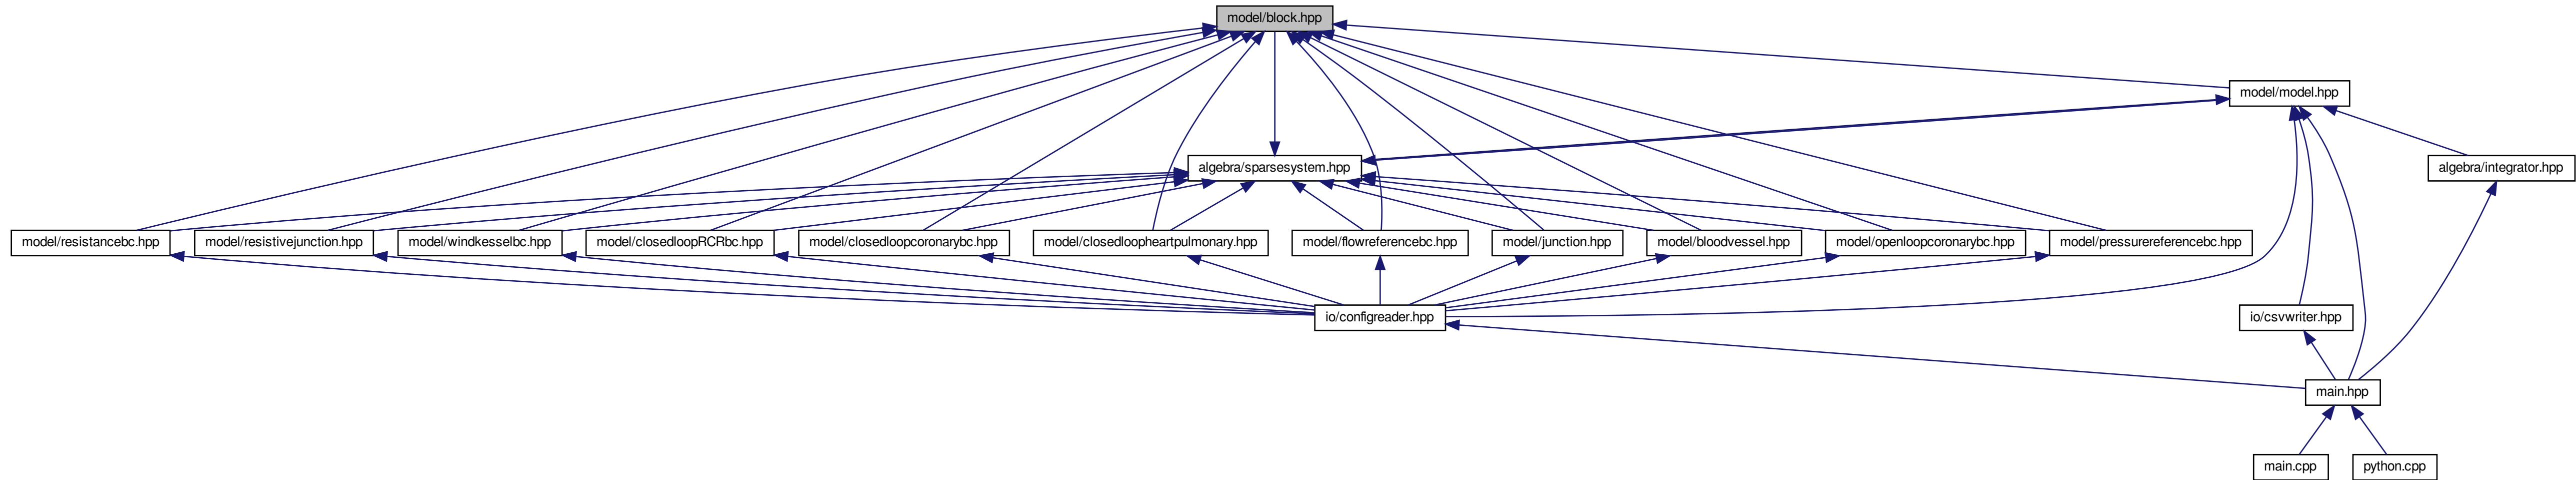 model/block.hpp
model/model.hpp
algebra/sparsesystem.hpp
algebra/integrator.hpp
model/resistancebc.hpp
model/resistivejunction.hpp
model/windkesselbc.hpp
model/closedloopRCRbc.hpp
model/closedloopcoronarybc.hpp
model/closedloopheartpulmonary.hpp
model/flowreferencebc.hpp
model/junction.hpp
model/bloodvessel.hpp
model/openloopcoronarybc.hpp
model/pressurereferencebc.hpp
io/configreader.hpp
io/csvwriter.hpp
main.hpp
main.cpp
python.cpp